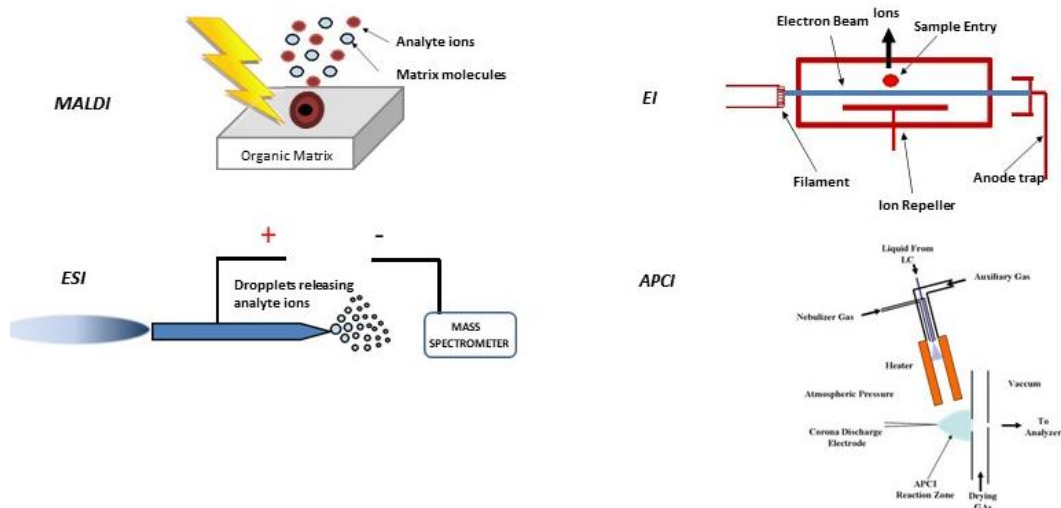 MALDI
Analyte ions
Matrix molecules
Organic Matrix
EI
Electron Beam
Ions
Sample Entry
Filament
Ion Repeller
Anode trap
ESI
+
-
Dropplets releasing
analyte ions
MASS
SPECTROMETER
APCI
Liquid From
LC
Auxiliary Gas
Nebulizer Gas
Heater
Atmospheric Pressure
Vaccum
Corona Discharge
Electrode
To
Analyzer
APCI
Reaction Zone
Drying
GAs